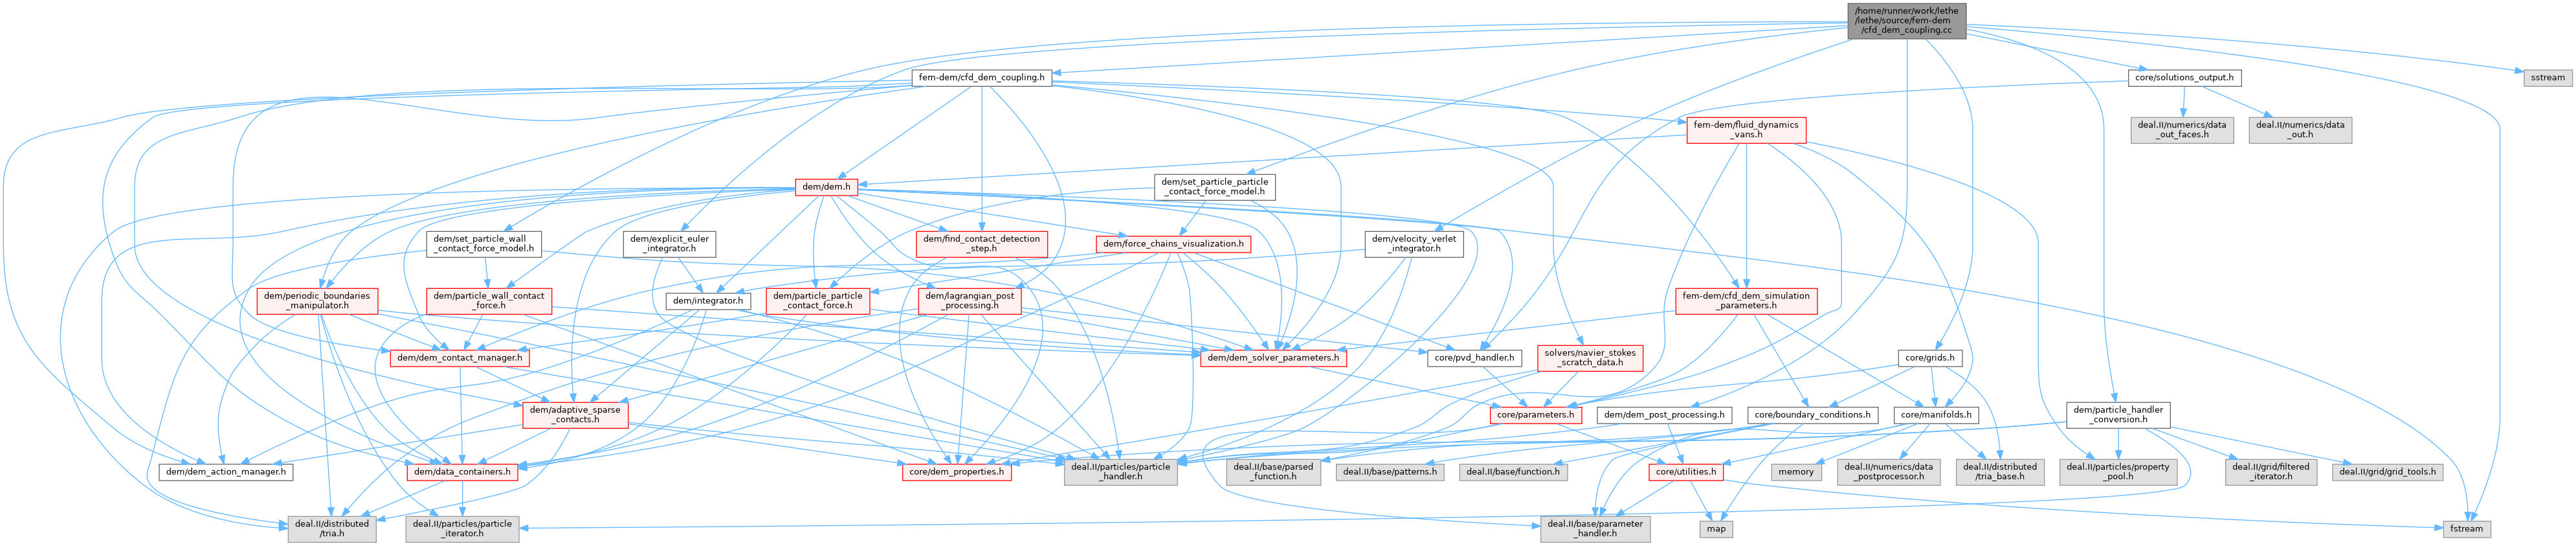 /home/runner/work/lethe
/lethe/source/fem-dem
/cfd_dem_coupling.cc
fem-dem/cfd_dem_coupling.h
core/solutions_output.h
sstream
fem-dem/fluid_dynamics
_vans.h
deal.II/numerics/data
_out_faces.h
deal.II/numerics/data
_out.h
dem/dem.h
dem/set_particle_particle
_contact_force_model.h
dem/set_particle_wall
_contact_force_model.h
dem/explicit_euler
_integrator.h
dem/find_contact_detection
_step.h
dem/force_chains_visualization.h
dem/velocity_verlet
_integrator.h
dem/periodic_boundaries
_manipulator.h
dem/particle_wall_contact
_force.h
dem/integrator.h
dem/particle_particle
_contact_force.h
dem/lagrangian_post
_processing.h
fem-dem/cfd_dem_simulation
_parameters.h
dem/dem_contact_manager.h
dem/dem_solver_parameters.h
core/pvd_handler.h
solvers/navier_stokes
_scratch_data.h
core/grids.h
dem/adaptive_sparse
_contacts.h
core/parameters.h
dem/dem_post_processing.h
core/boundary_conditions.h
core/manifolds.h
dem/particle_handler
_conversion.h
dem/dem_action_manager.h
dem/data_containers.h
core/dem_properties.h
deal.II/particles/particle
_handler.h
deal.II/base/parsed
_function.h
deal.II/base/patterns.h
deal.II/base/function.h
core/utilities.h
memory
deal.II/numerics/data
_postprocessor.h
deal.II/distributed
/tria_base.h
deal.II/particles/property
_pool.h
deal.II/grid/filtered
_iterator.h
deal.II/grid/grid_tools.h
deal.II/distributed
/tria.h
deal.II/particles/particle
_iterator.h
deal.II/base/parameter
_handler.h
map
fstream